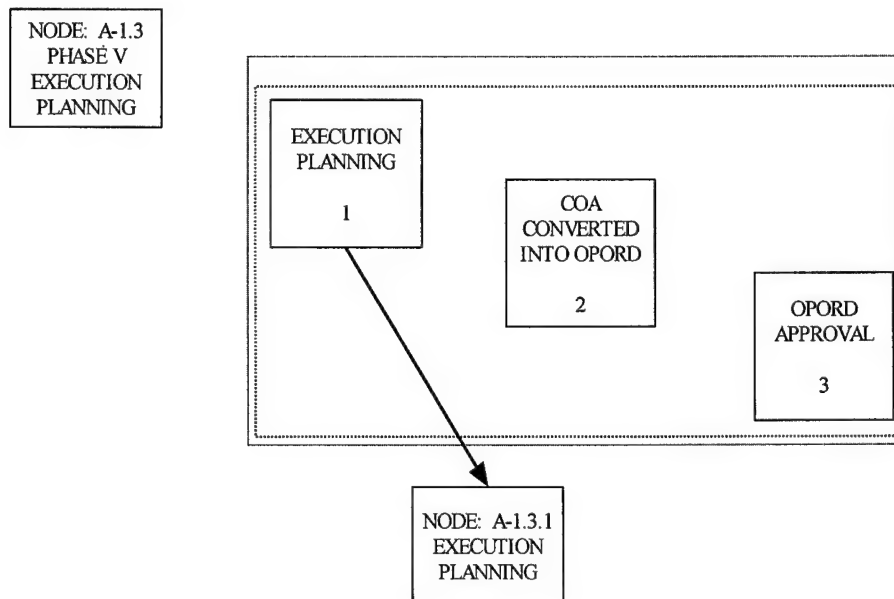 NODE: A-1.3
PHASE V
EXECUTION
PLANNING
EXECUTION
PLANNING
1
COA
CONVERTED
INTO OPORD
2
OPORD
APPROVAL
3
NODE: A-1.3.1
EXECUTION
PLANNING